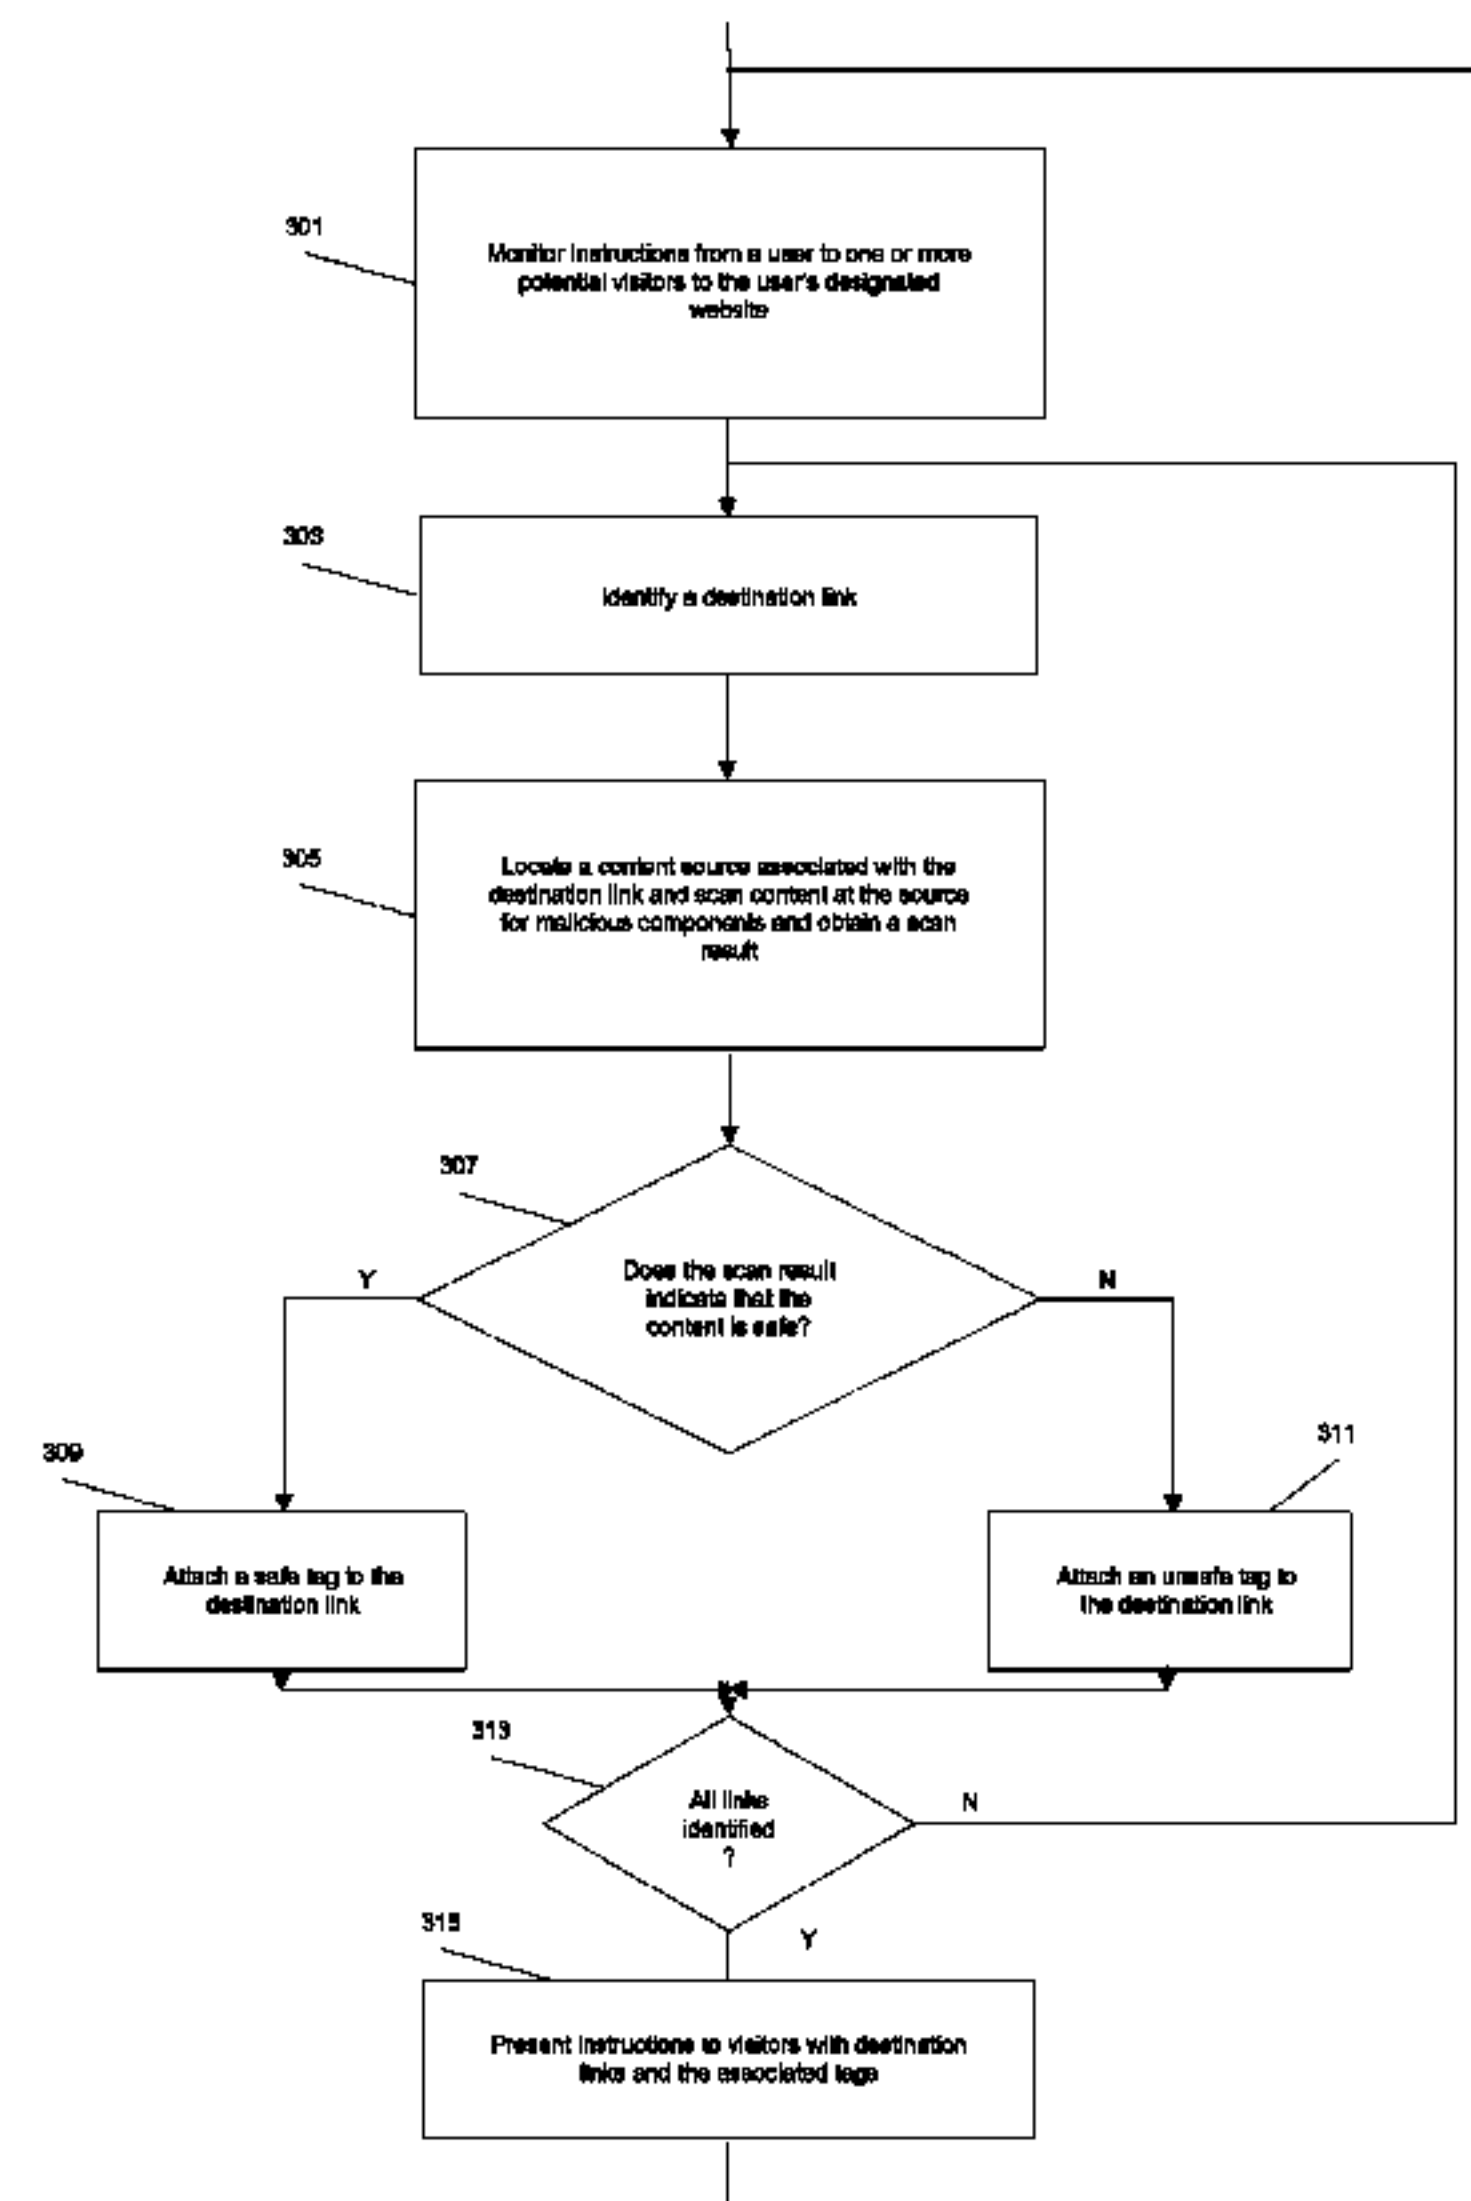 301
Monitor instructions from a user to one or more
potential visitors to the user's designated
website
303
Identify a destination link
305
Locate a content source associated with the
destination link and scan content at the source
for malicious components and obtain a scan
result
307
Y
Does the scan result
indicate that the
content is safe?
N
309
311
Attach a safe tag to the
destination link
Attach an unsafe tag to
the destination link
313
All links
identified
?
N
315
Y
Present instructions to visitors with destination
links and the associated tags